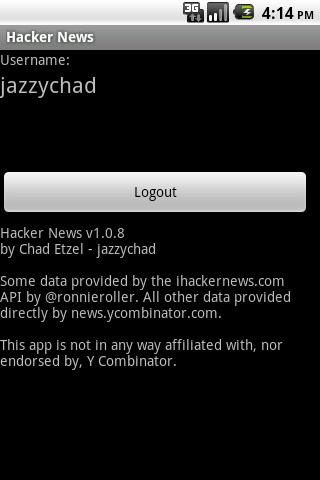 3G 4:14 PM
Hacker News
Username:
jazzychad
Logout
Hacker News v1.0.8
by Chad Etzel - jazzychad
Some data provided by the ihackernews.com
API by @ronnieroller. All other data provided
directly by news.ycombinator.com.
This app is not in any way affiliated with, nor
endorsed by, Y Combinator.